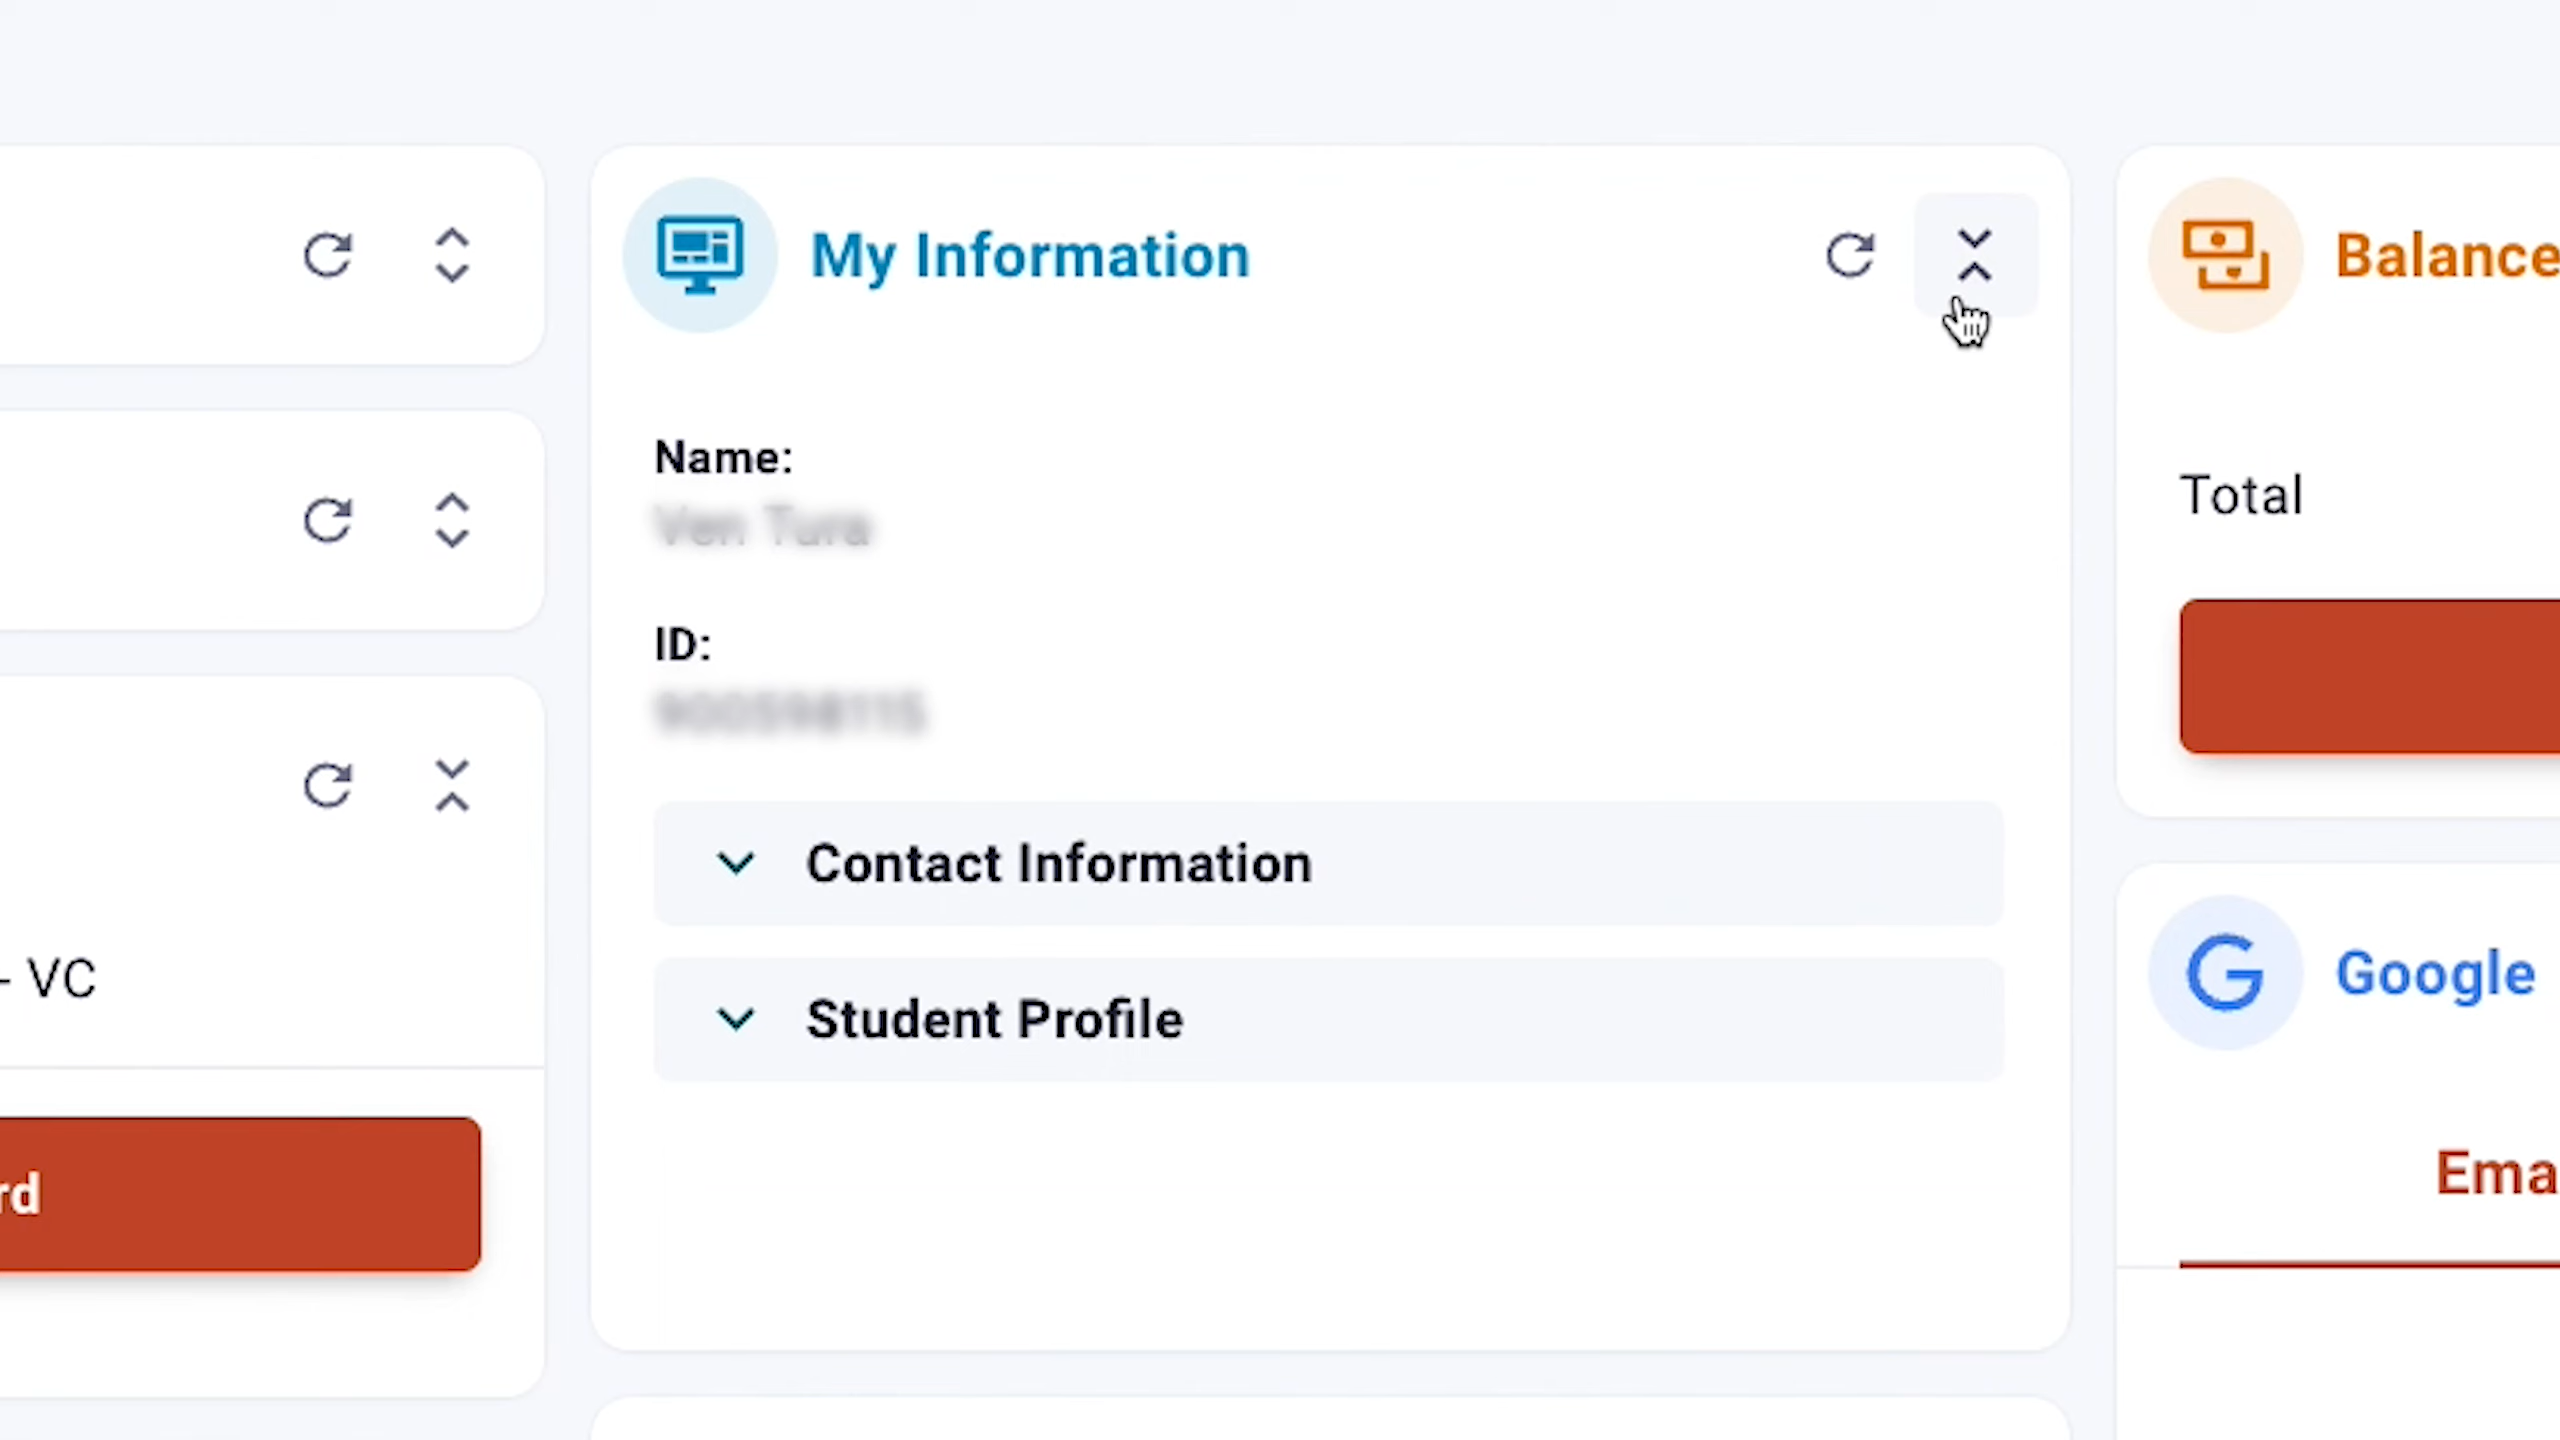 My Information
Name:
ID:
Contact Information
Student Profile
- VC
rd
Balance
Total
Google
Ema